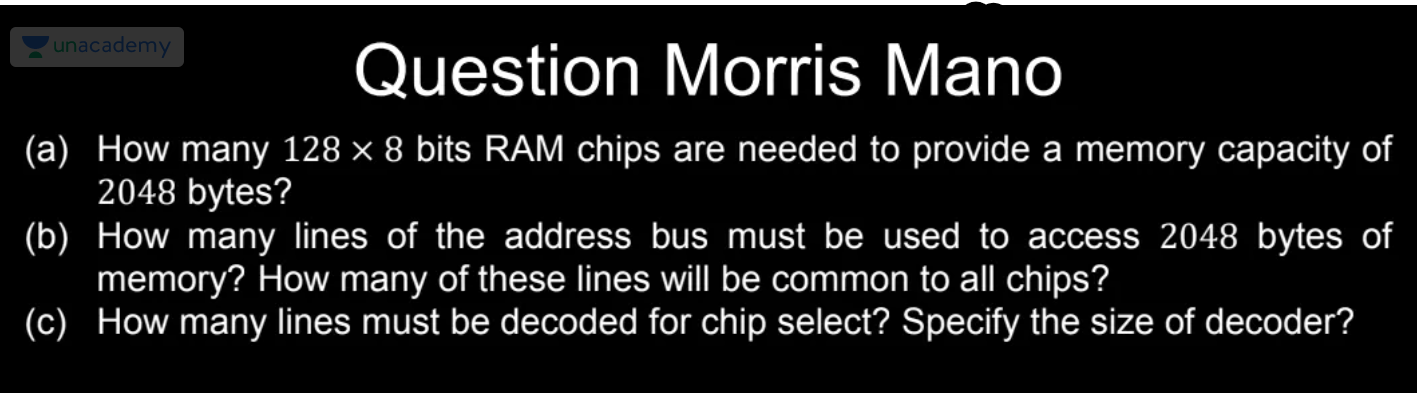 unacademy
Question Morris Mano
(a) How many 128 × 8 bits RAM chips are needed to provide a memory capacity of
2048 bytes?
(b) How many lines of the address bus must be used to access 2048 bytes of
memory? How many of these lines will be common to all chips?
(c) How many lines must be decoded for chip select? Specify the size of decoder?